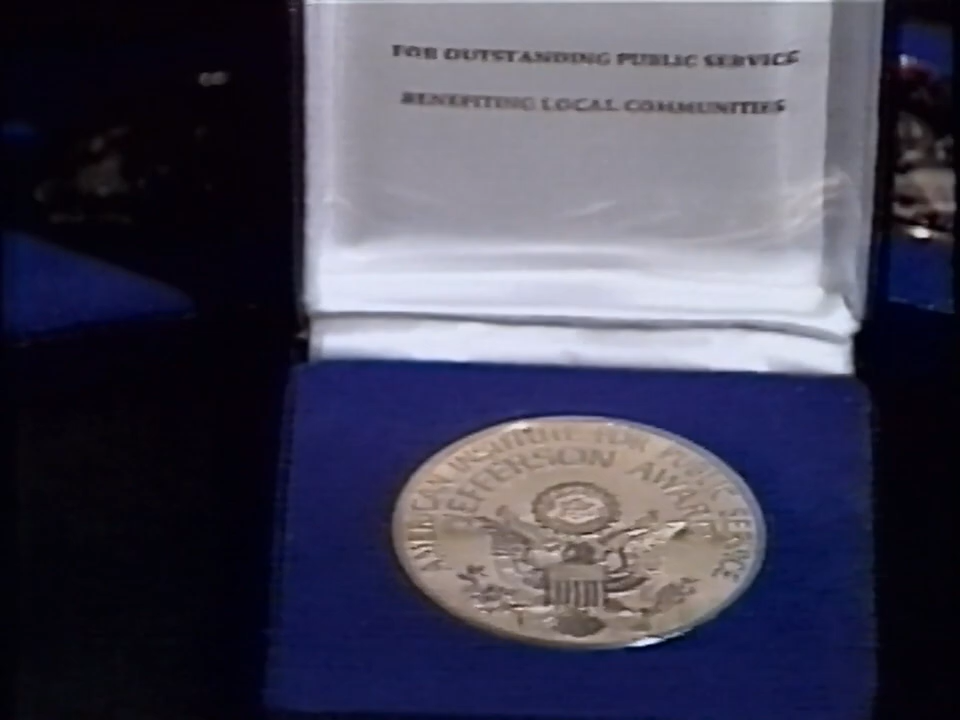 FOR OUTSTANDING PUBLIC SERVICE
BENEFITING LOCAL COMMUNITIES
AMERICAN INSTITUTE FOR PUBLIC SERVICE
JEFFERSON AWARD